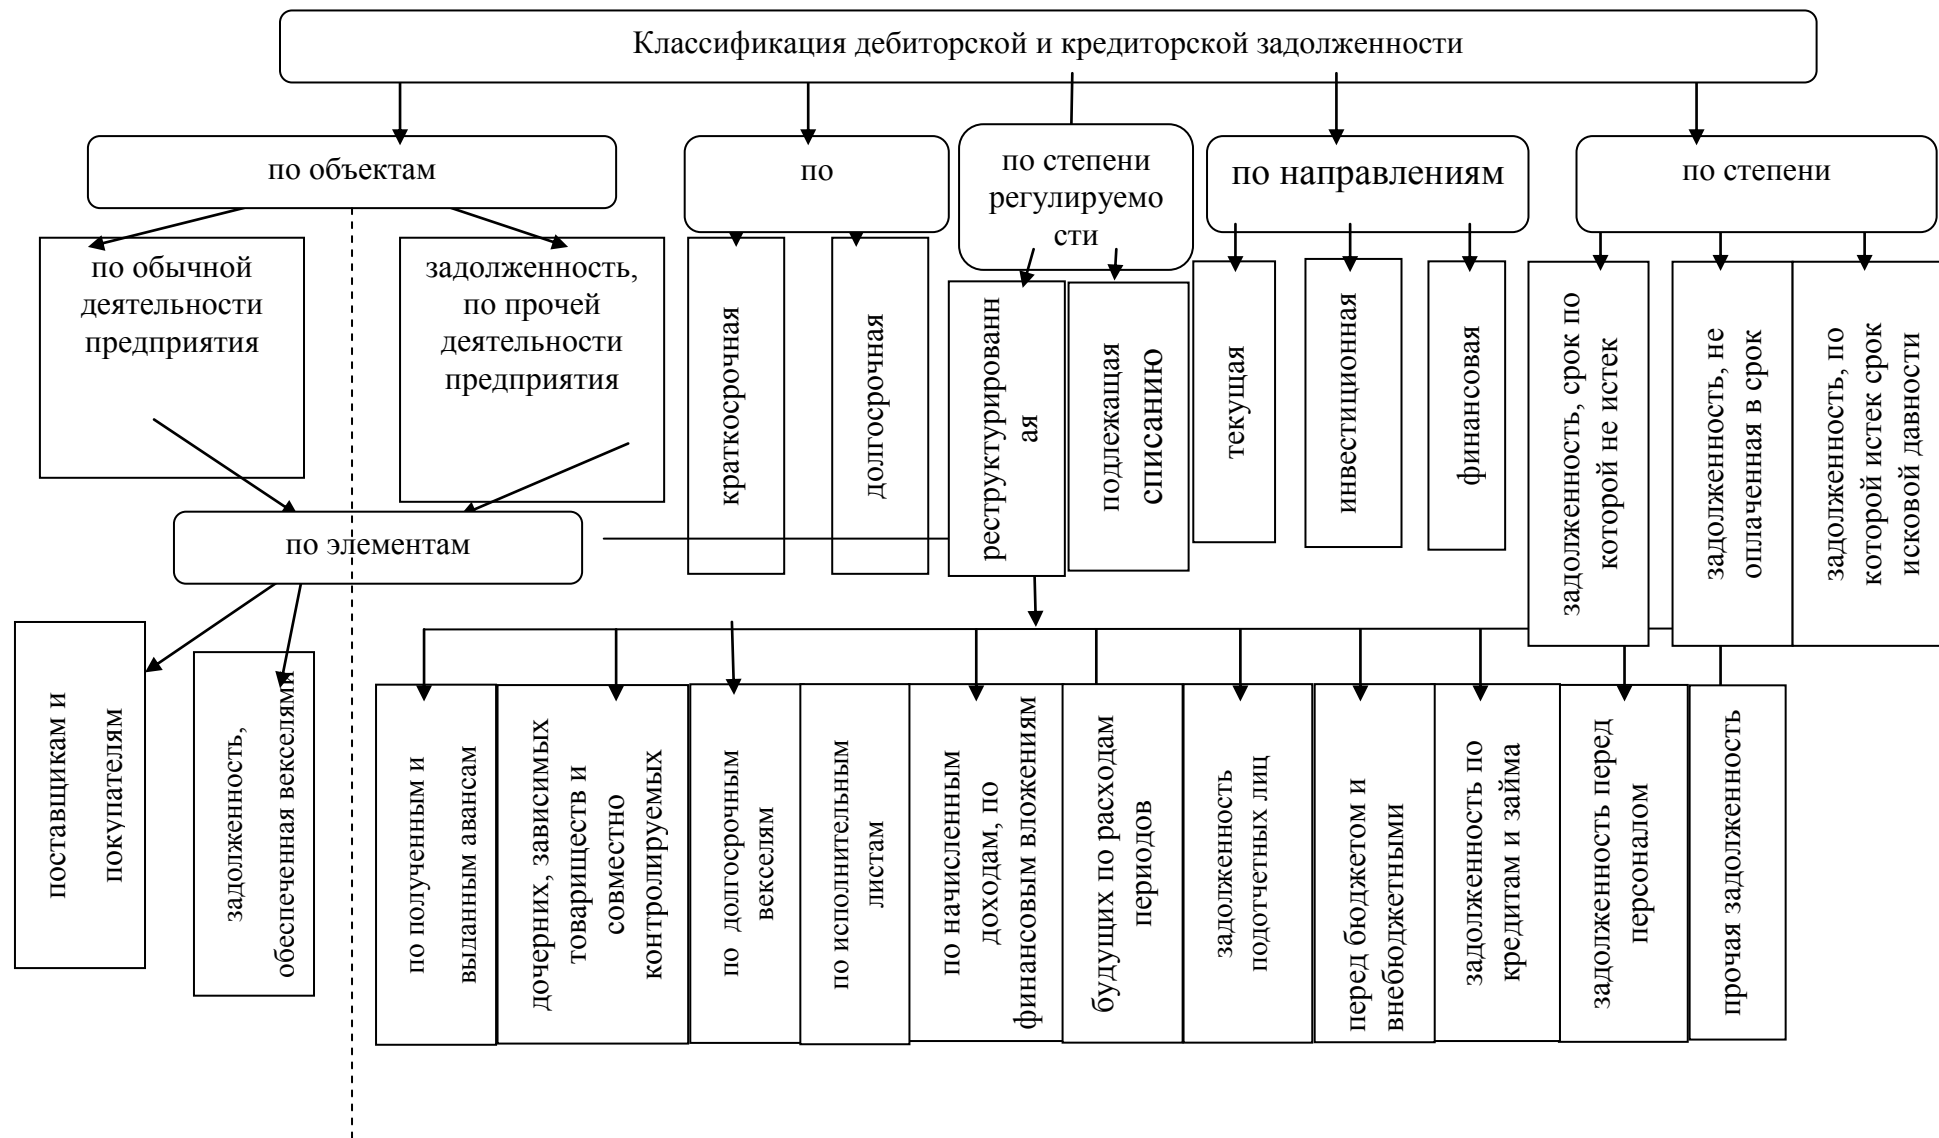 Классификация дебиторской и кредиторской задолженности
по объектам
по
по степени
регулируемо
сти
по направлениям
по степени
по обычной
деятельности
предприятия
задолженность,
по прочей
деятельности
предприятия
краткосрочная
долгосрочная
реструктурированн
ая
подлежащая
списанию
текущая
инвестиционная
финансовая
задолженность, срок по
которой не истек
задолженность, не
оплаченная в срок
задолженность, по
которой истек срок
исковой давности
по элементам
поставщикам и
покупателям
задолженность,
обеспеченная векселями
по полученным и
выданным авансам
дочерних, зависимых
товариществ и
совместно
контролируемых
по долгосрочным
векселям
по исполнительным
листам
по начисленным
доходам, по
финансовым вложениям
будущих по расходам
периодов
задолженность
подотчетных лиц
перед бюджетом и
внебюджетными
задолженность по
кредитам и займа
задолженность перед
персоналом
прочая задолженность